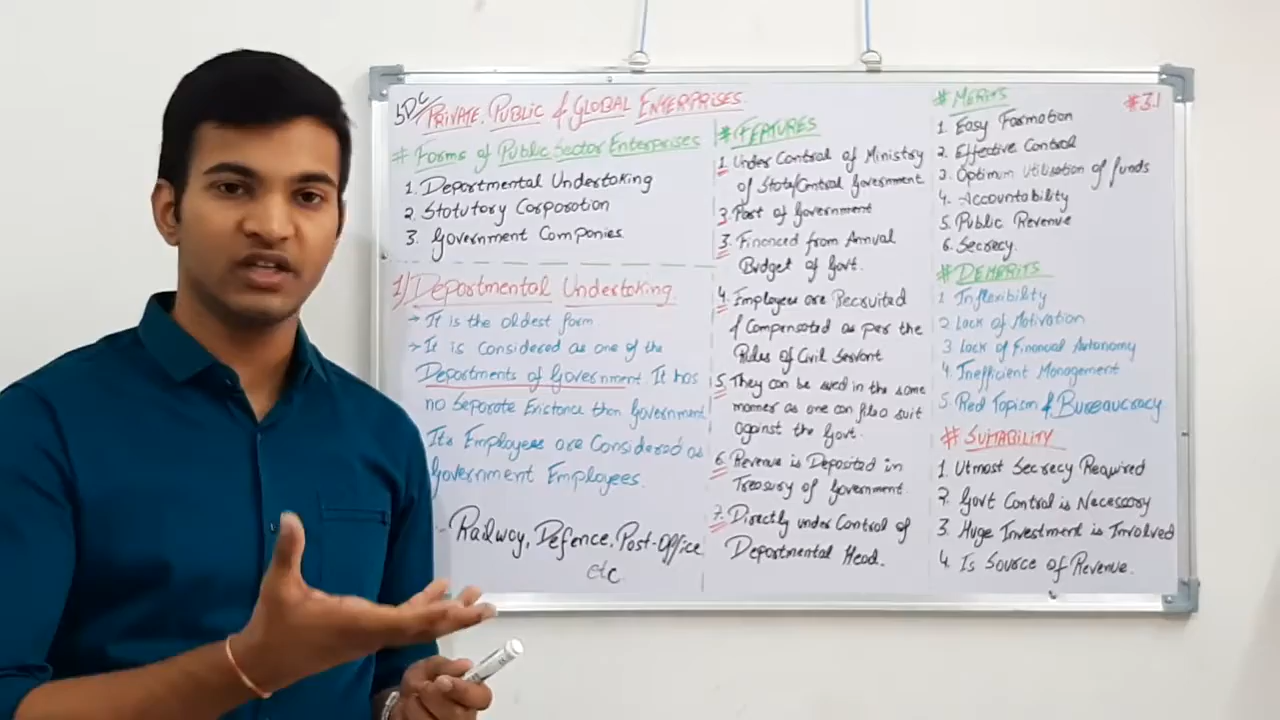 SDC/PRIVATE, PUBLIC & GLOBAL ENTERPRISES
# Forms of Public Sector Enterprises
1. Departmental Undertaking
2. Statutory Corporation
3. Government Companies
1) Departmental Undertaking
→ It is the oldest form
→ It is considered as one of the
Departments of Government. It has
no Separate Existance than Government
Its Employees are Considered as
Government Employees.
- Railway, Defence, Post-Office
etc
# FEATURES
1. Under Control of Ministry
of State/Central Government
2. Part of Government
3. Financed from Annual
Budget of Govt.
4. Employees are Recruited
& Compensated as per the
Rules of Civil Servant
5. They can be sued in the same
manner as one can file a suit
against the Govt.
6. Revenue is Deposited in
Treasury of Government.
7. Directly under Control of
Departmental Head.
# MERITS
#3.1
1. Easy Formation
2. Effective Control
3. Optimum Utilisation of funds
4. Accountability
5. Public Revenue
6. Secrecy.
# DEMERITS
1 Inflexibility
2 Lack of Motivation
3 Lack of Financial Autonomy
4 Inefficient Management
5. Red Tapism & Bureaucracy
# SUITABILITY
1. Utmost Secrecy Required
2. Govt Control is Necessary
3. Huge Investment is Involved
4. Is Source of Revenue.